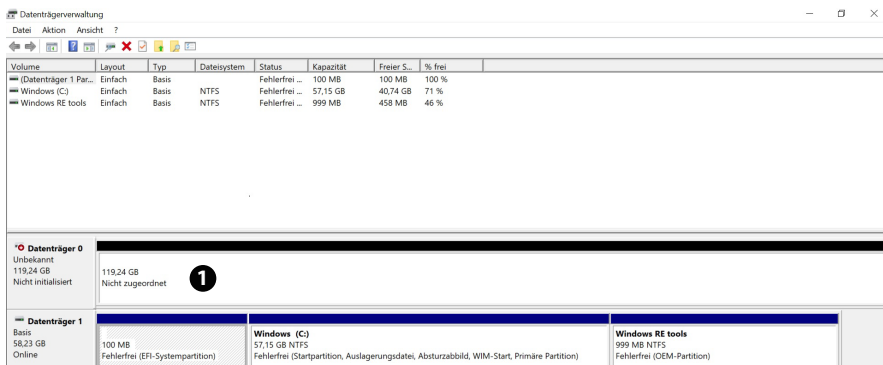 Datenträgerverwaltung
Datei Aktion Ansicht ?
Volume Layout Typ Dateisystem Status Kapazität Freier S... % frei
(Datenträger 1 Par... Einfach Basis Fehlerfrei ... 100 MB 100 MB 100 %
Windows (C:) Einfach Basis NTFS Fehlerfrei ... 57,15 GB 40,74 GB 71 %
Windows RE tools Einfach Basis NTFS Fehlerfrei ... 999 MB 458 MB 46 %
Datenträger 0
Unbekannt
119,24 GB
Nicht initialisiert
119,24 GB
Nicht zugeordnet
1
Datenträger 1
Basis
58,23 GB
Online
100 MB
Fehlerfrei (EFI-Systempartition)
Windows (C:)
57,15 GB NTFS
Fehlerfrei (Startpartition, Auslagerungsdatei, Absturzabbild, WIM-Start, Primäre Partition)
Windows RE tools
999 MB NTFS
Fehlerfrei (OEM-Partition)